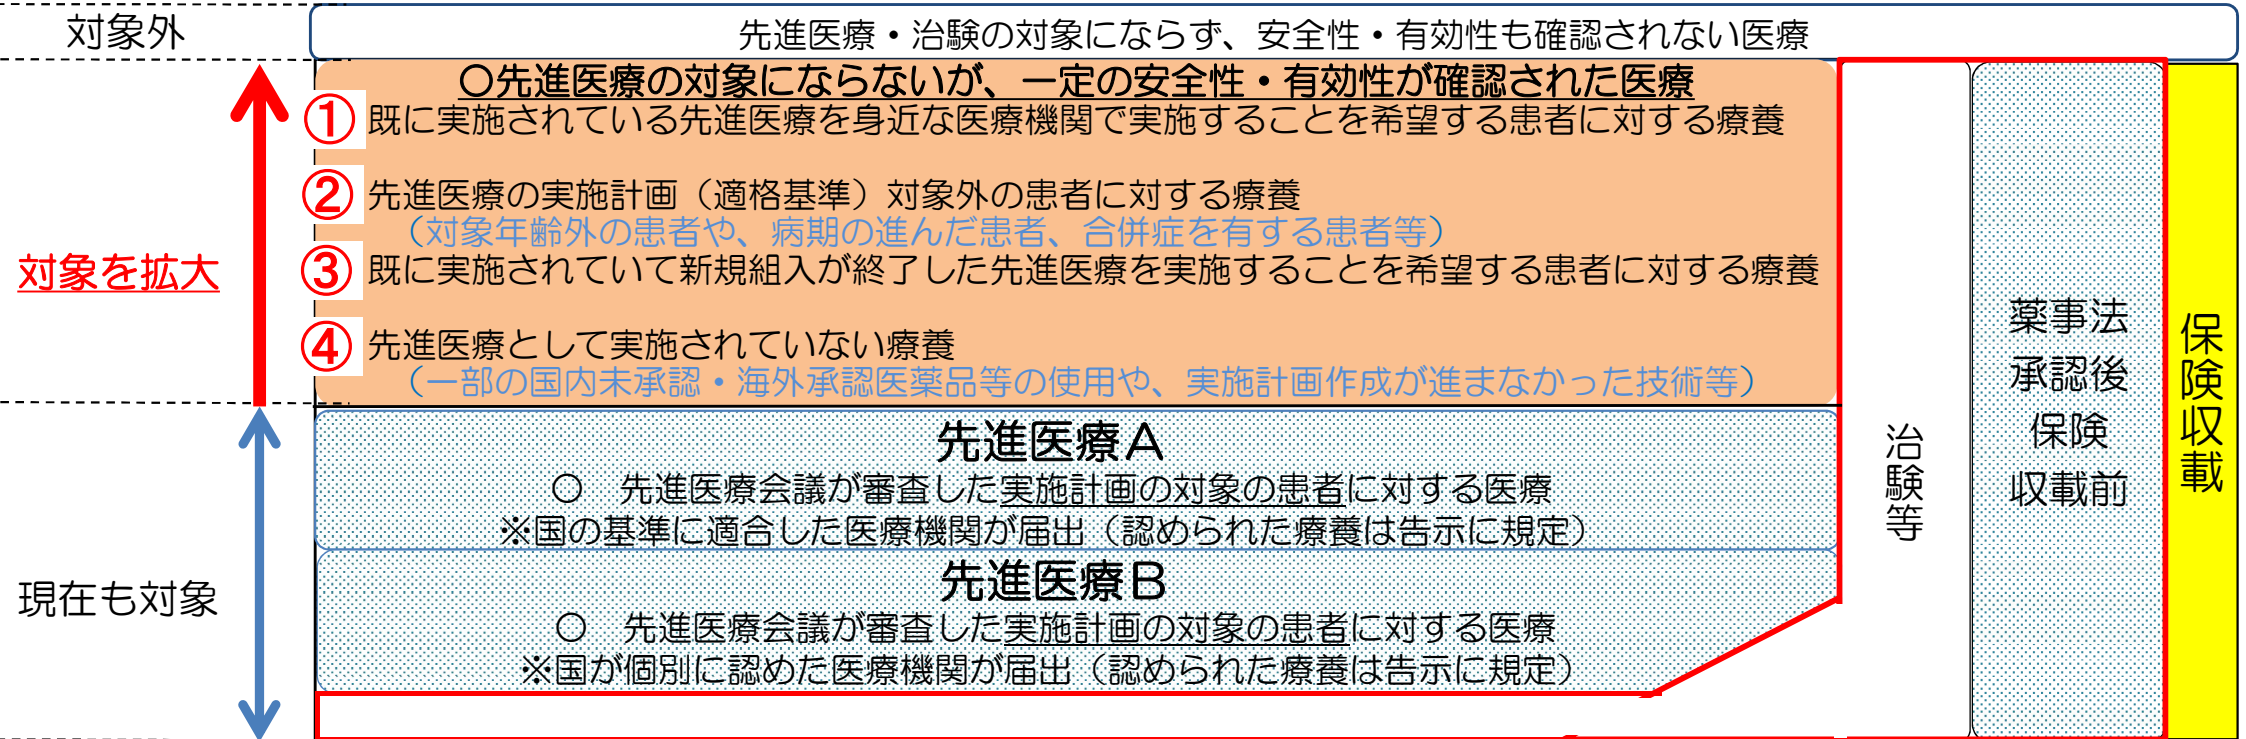 対象外
先進医療・治験の対象にならず、安全性・有効性も確認されない医療
〇先進医療の対象にならないが、一定の安全性・有効性が確認された医療
① 既に実施されている先進医療を身近な医療機関で実施することを希望する患者に対する療養
② 先進医療の実施計画（適格基準）対象外の患者に対する療養
（対象年齢外の患者や、病期の進んだ患者、合併症を有する患者等）
対象を拡大
③ 既に実施されていて新規組入が終了した先進医療を実施することを希望する患者に対する療養
④ 先進医療として実施されていない療養
（一部の国内未承認・海外承認医薬品等の使用や、実施計画作成が進まなかった技術等）
現在も対象
先進医療Ａ
〇　先進医療会議が審査した実施計画の対象の患者に対する医療
※国の基準に適合した医療機関が届出（認められた療養は告示に規定）
先進医療Ｂ
〇　先進医療会議が審査した実施計画の対象の患者に対する医療
※国が個別に認めた医療機関が届出（認められた療養は告示に規定）
治験等
薬事法
承認後
保険
収載前
保険収載